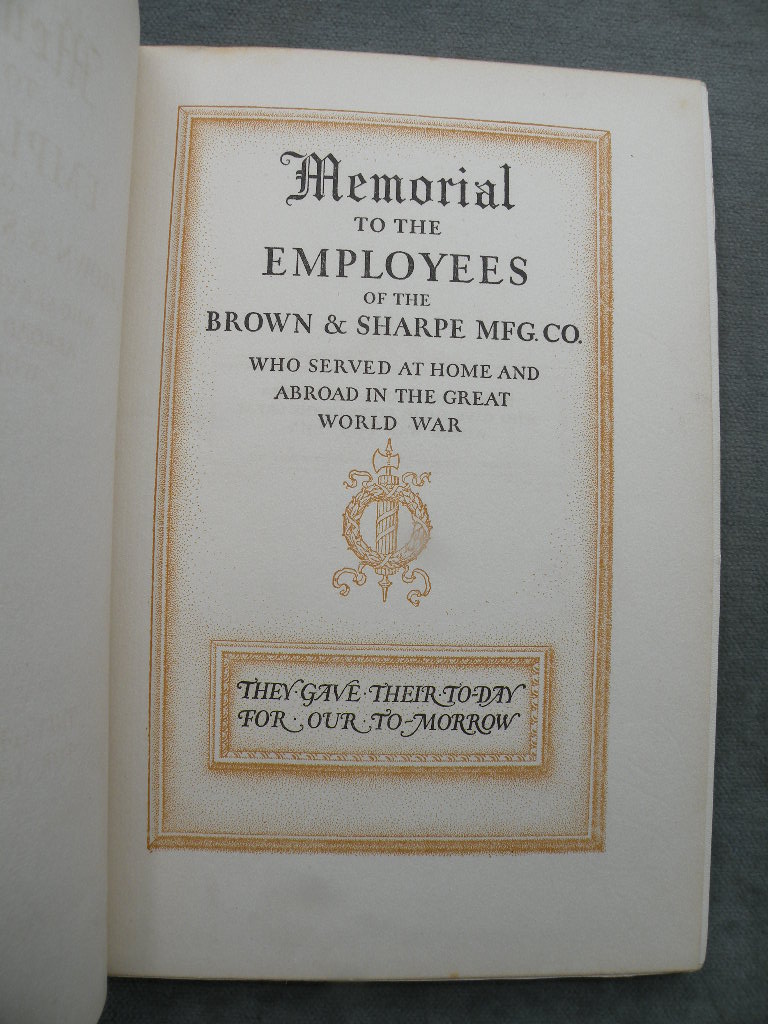 Memorial
TO THE
EMPLOYEES
OF THE
BROWN & SHARPE MFG. CO.
WHO SERVED AT HOME AND
ABROAD IN THE GREAT
WORLD WAR
THEY·GAVE·THEIR·TO-DAY
FOR·OUR·TO-MORROW